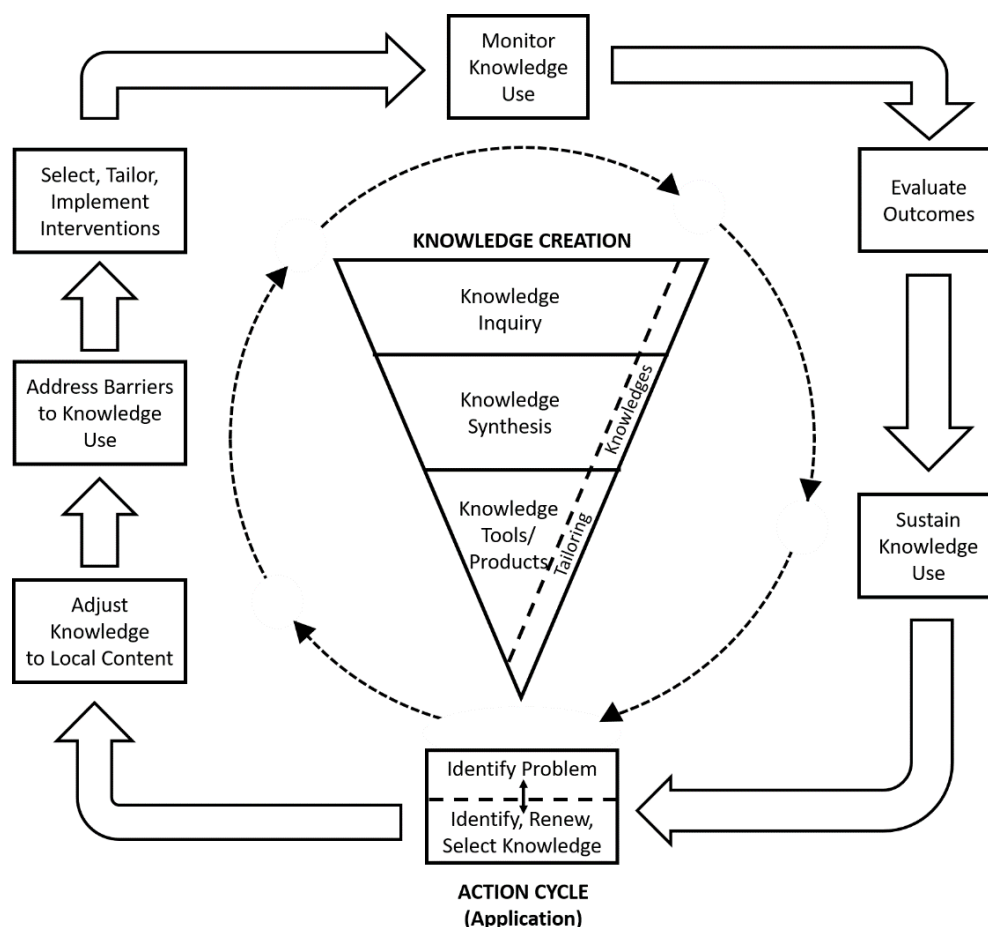 Monitor
Knowledge
Use
Select, Tailor,
Implement
Interventions
Evaluate
Outcomes
KNOWLEDGE CREATION
Knowledge
Inquiry
Address Barriers
to Knowledge
Use
Knowledge
Synthesis
Knowledges
Knowledge
Tools/
Products
Tailoring
Sustain
Knowledge
Use
Adjust
Knowledge
to Local Content
Identify Problem
Identify, Renew,
Select Knowledge
ACTION CYCLE
(Application)